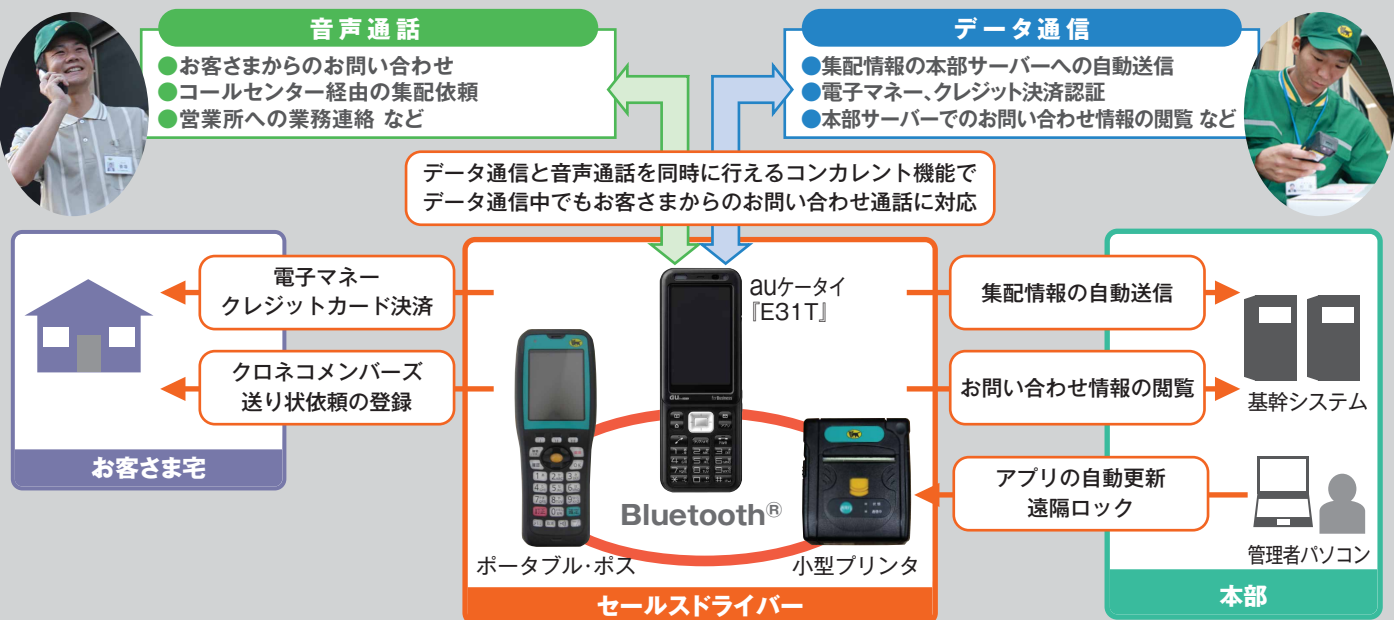 音声通話
●お客さまからのお問い合わせ
●コールセンター経由の集配依頼
●営業所への業務連絡 など
データ通信
●集配情報の本部サーバーへの自動送信
●電子マネー、クレジット決済認証
●本部サーバーでのお問い合わせ情報の閲覧 など
データ通信と音声通話を同時に行えるコンカレント機能で
データ通信中でもお客さまからのお問い合わせ通話に対応
電子マネー
クレジットカード決済
クロネコメンバーズ
送り状依頼の登録
お客さま宅
auケータイ
『E31T』
au
Bluetooth®
ポータブル・ポス
小型プリンタ
セールスドライバー
集配情報の自動送信
お問い合わせ情報の閲覧
基幹システム
アプリの自動更新
遠隔ロック
管理者パソコン
本部